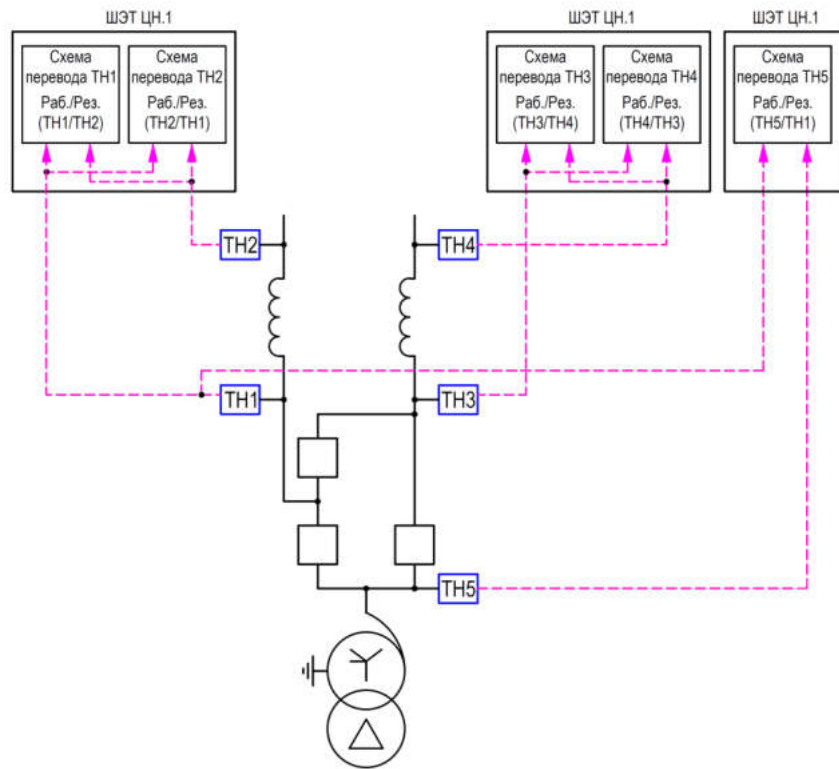 ШЭТ ЦН.1
Схема
перевода ТН1
Раб./Рез.
(ТН1/ТН2)
Схема
перевода ТН2
Раб./Рез.
(ТН2/ТН1)
ШЭТ ЦН.1
Схема
перевода ТН3
Раб./Рез.
(ТН3/ТН4)
Схема
перевода ТН4
Раб./Рез.
(ТН4/ТН3)
ШЭТ ЦН.1
Схема
перевода ТН5
Раб./Рез.
(ТН5/ТН1)
ТН2
ТН4
ТН1
ТН3
ТН5